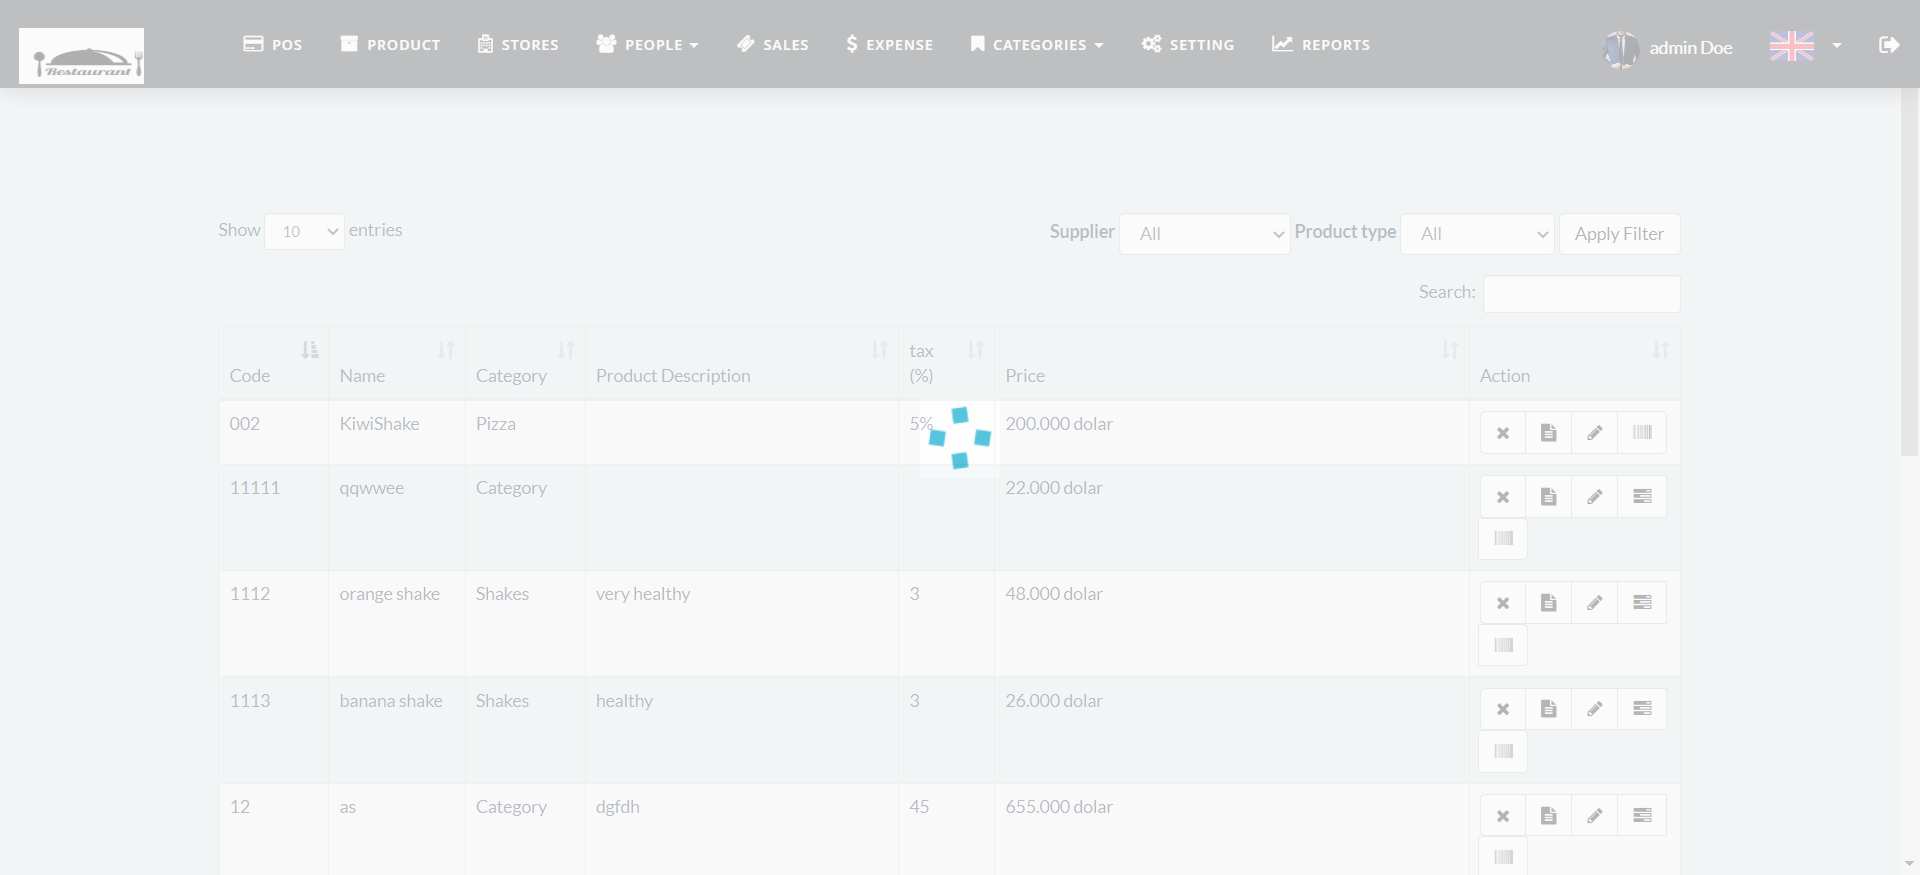 Restaurant
POS PRODUCT STORES PEOPLE SALES EXPENSE CATEGORIES SETTING REPORTS admin Doe
Show 10 entries
Supplier All Product type All Apply Filter
Search:
Code Name Category Product Description tax (%) Price Action
002 KiwiShake Pizza 5% 200.000 dolar
11111 qqwwee Category 22.000 dolar
1112 orange shake Shakes very healthy 3 48.000 dolar
1113 banana shake Shakes healthy 3 26.000 dolar
12 as Category dgfdh 45 655.000 dolar